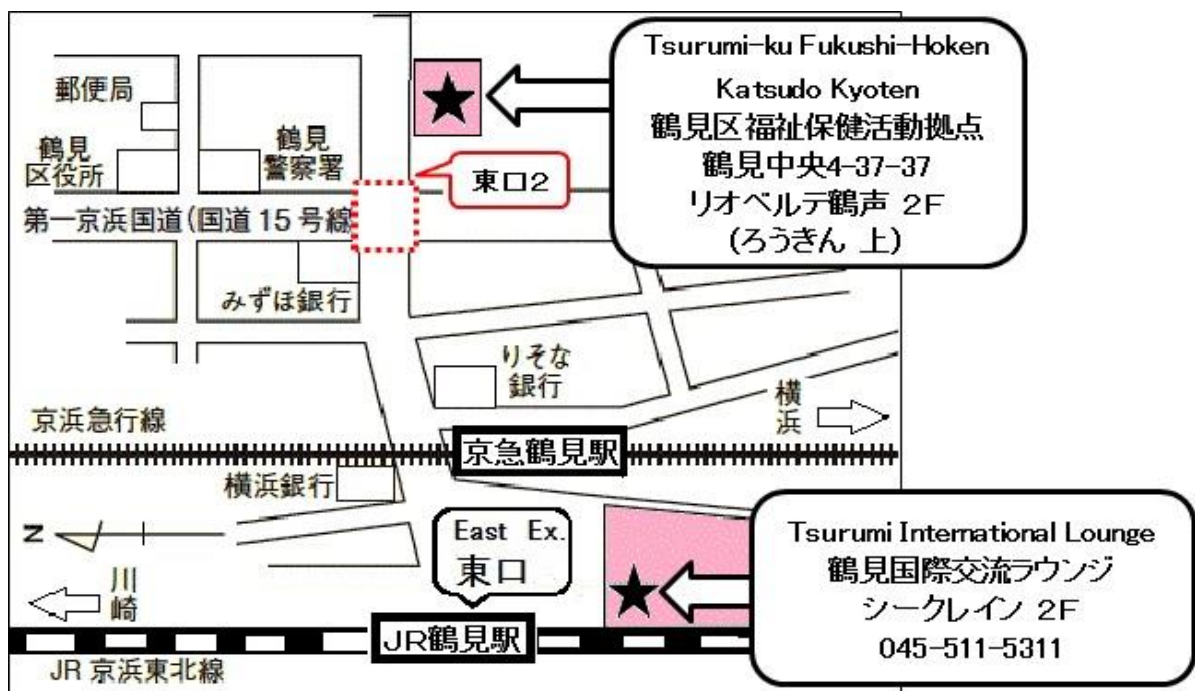 Tsurumi-ku Fukushi-Hoken
Katsudo Kyoten
鶴見区福祉保健活動拠点
鶴見中央4-37-37
リオベルデ鶴声 2F
(ろうきん 上)
郵便局
鶴見
区役所
鶴見
警察署
東口2
第一京浜国道(国道15号線
みずほ銀行
りそな
銀行
横浜
京浜急行線
京急鶴見駅
横浜銀行
N
East Ex.
東口
川崎
JR鶴見駅
JR京浜東北線
Tsurumi International Lounge
鶴見国際交流ラウンジ
シークレイン 2F
045-511-5311